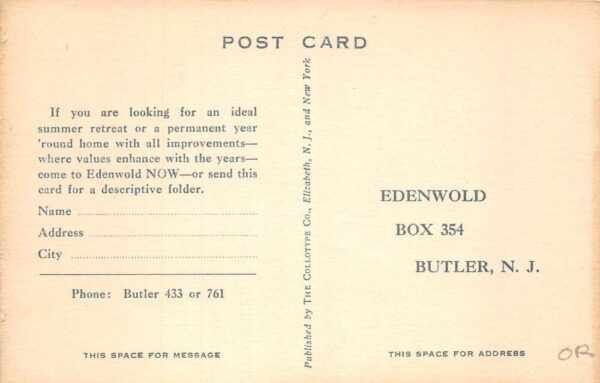 POST CARD
If you are looking for an ideal
summer retreat or a permanent year
'round home with all improvements—
where values enhance with the years—
come to Edenwold NOW—or send this
card for a descriptive folder.
Name
Address
City
Phone: Butler 433 or 761
THIS SPACE FOR MESSAGE
Published by THE COLLOTYPE CO., Elizabeth, N. J., and New York
EDENWOLD
BOX 354
BUTLER, N. J.
THIS SPACE FOR ADDRESS
OR